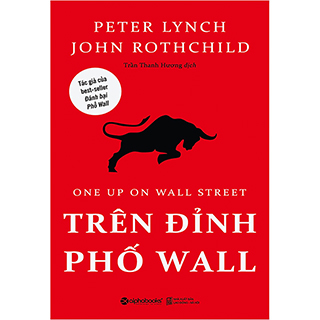 PETER LYNCH
JOHN ROTHCHILD
Trần Thanh Hương dịch
Tác giả của
best-seller
Đánh bại
Phố Wall
ONE UP ON WALL STREET
TRÊN ĐỈNH
PHỐ WALL
alphabooks